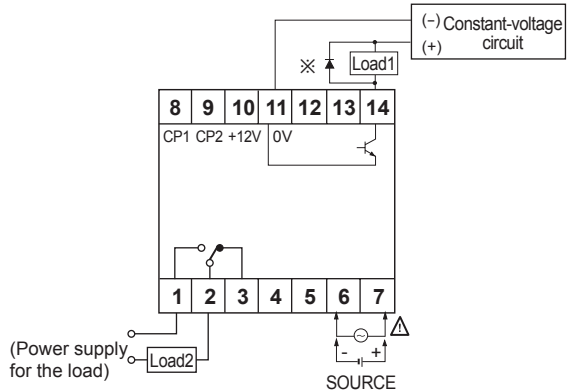 (−) Constant-voltage
(+) circuit
※ Load1
8 9 10 11 12 13 14
CP1 CP2 +12V 0V
1 2 3 4 5 6 7
(Power supply
for the load)
Load2
- +
SOURCE